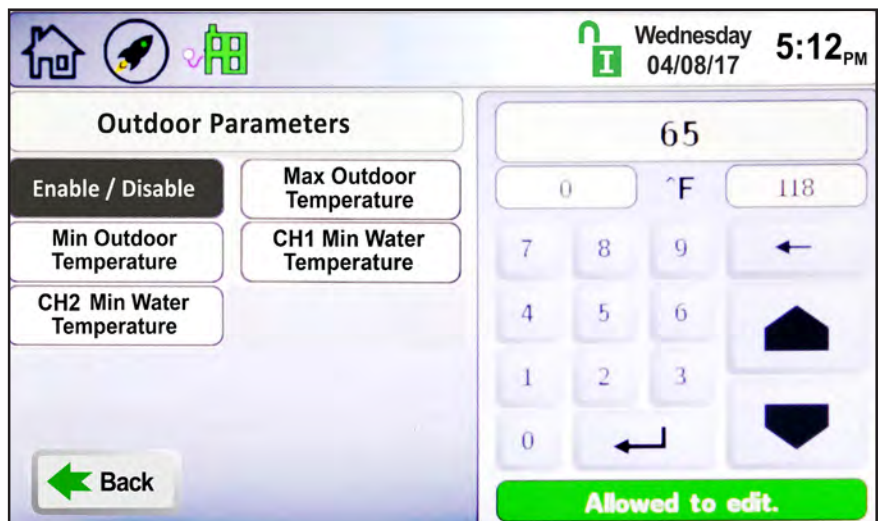 Wednesday
04/08/17
5:12PM
I
Outdoor Parameters
Enable / Disable
Max Outdoor
Temperature
Min Outdoor
Temperature
CH1 Min Water
Temperature
CH2 Min Water
Temperature
Back
65
0 ˆF 118
7 8 9
4 5 6
1 2 3
0
Allowed to edit.